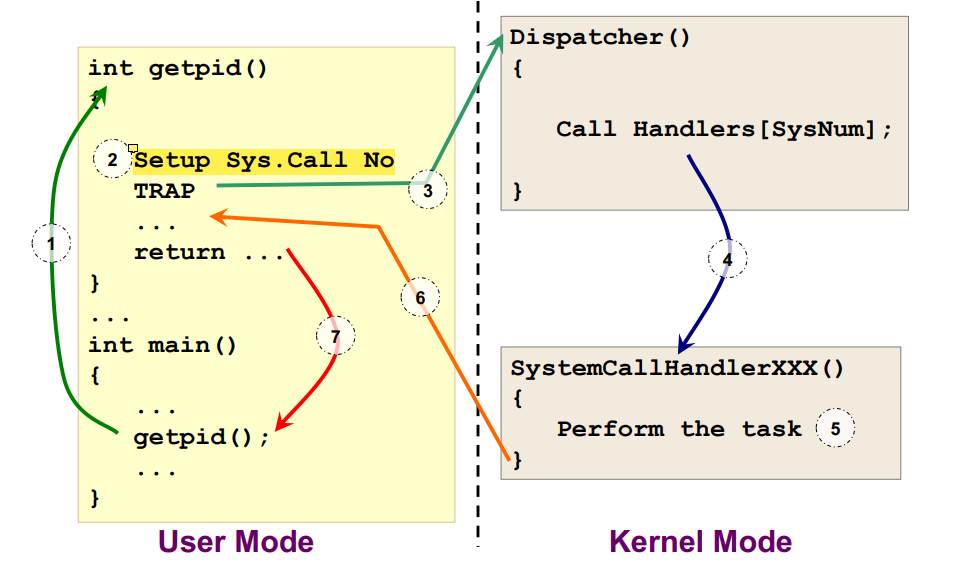 int getpid()
{
2 Setup Sys.Call No
TRAP
...
return ...
}
...
int main()
{
...
getpid();
...
}
1
3
6
7
User Mode
Dispatcher()
{
Call Handlers[SysNum];
}
4
SystemCallHandlerXXX()
{
Perform the task 5
}
Kernel Mode